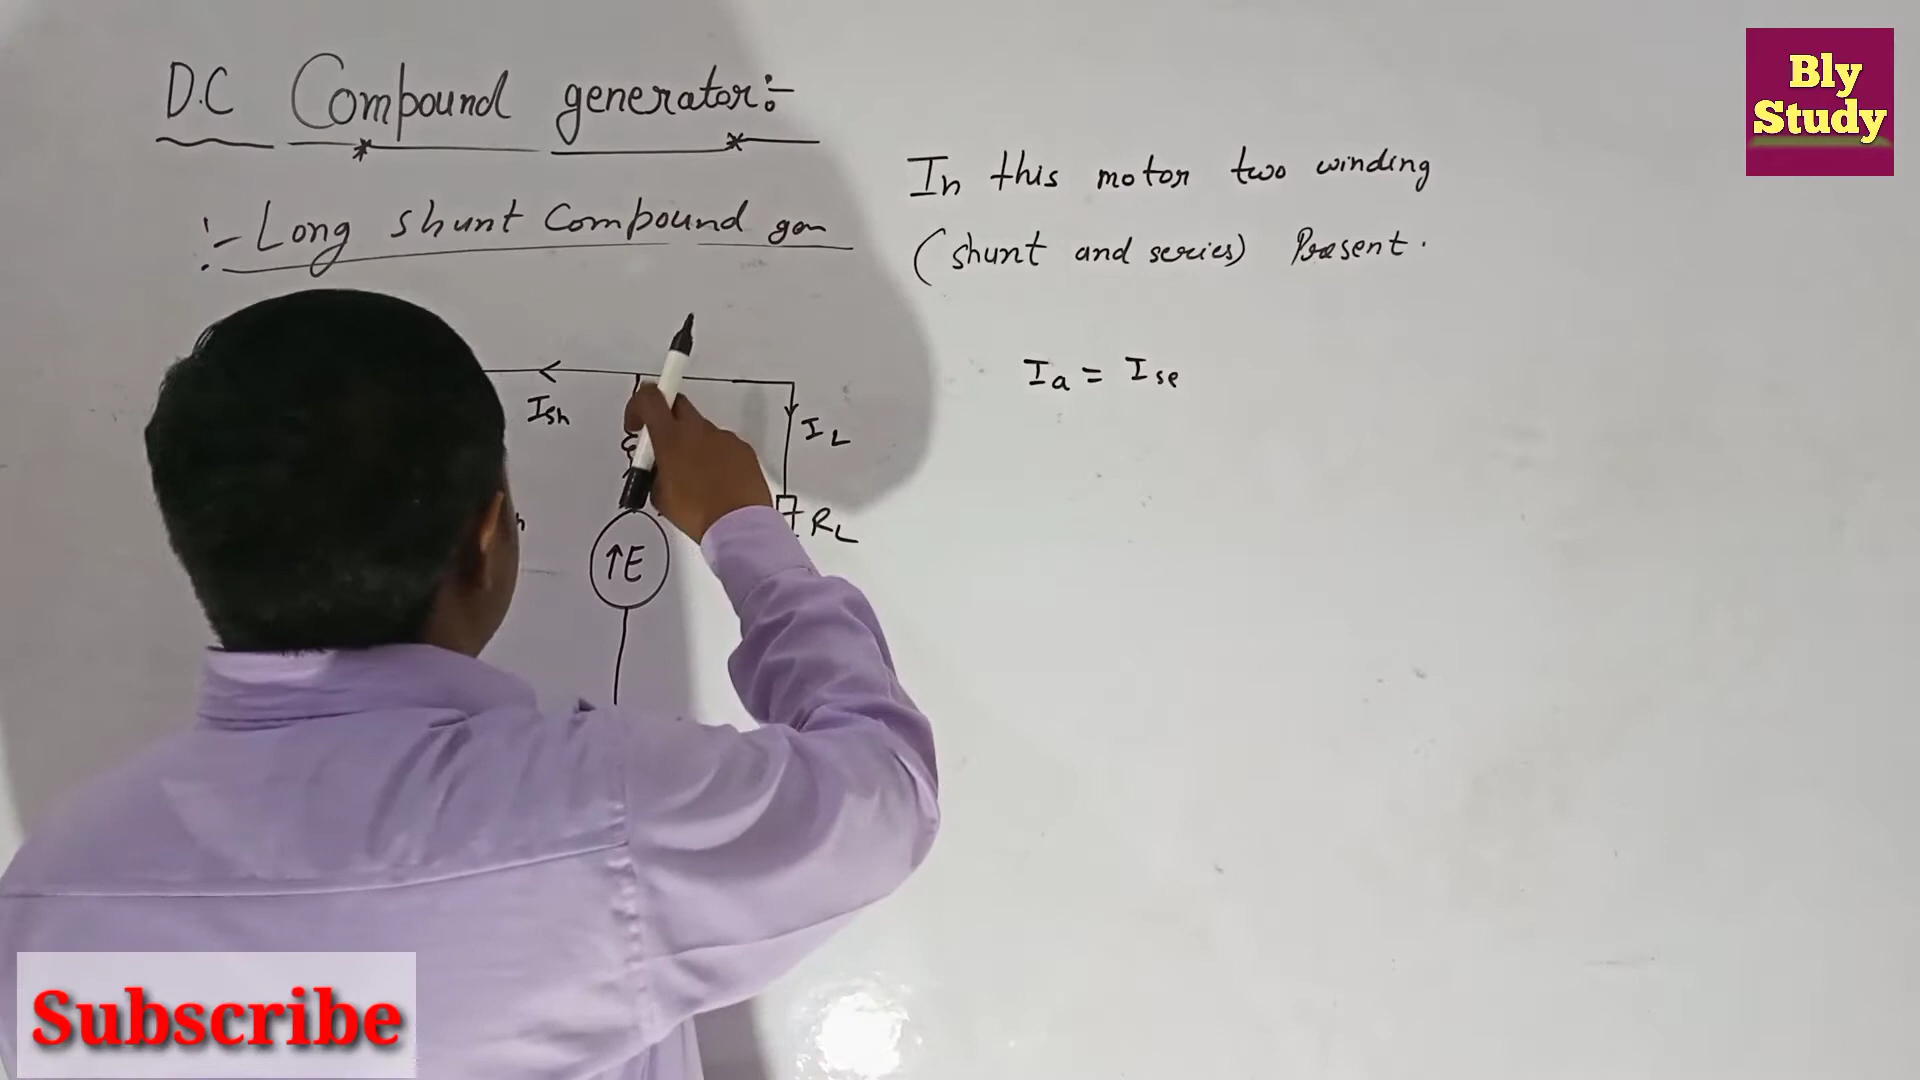 D.C Compound generator:-
:- Long shunt Compound gen
In this motor two winding
(shunt and series) Present.
Ia = Ise
Ish
IL
RL
↑E
Bly
Study
Subscribe